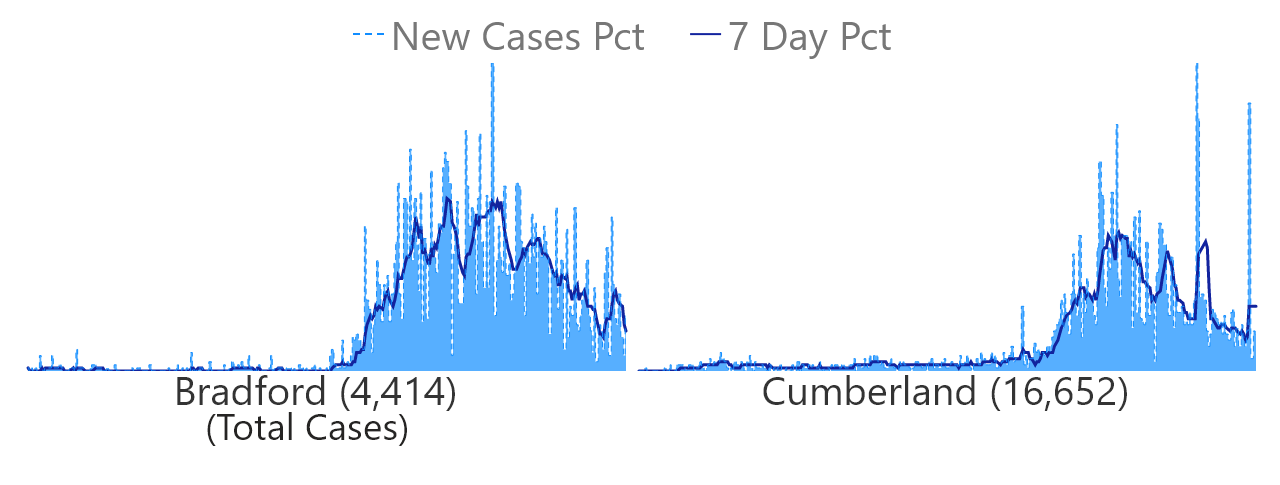 New Cases Pct 7 Day Pct
Bradford (4,414) Cumberland (16,652)
(Total Cases)